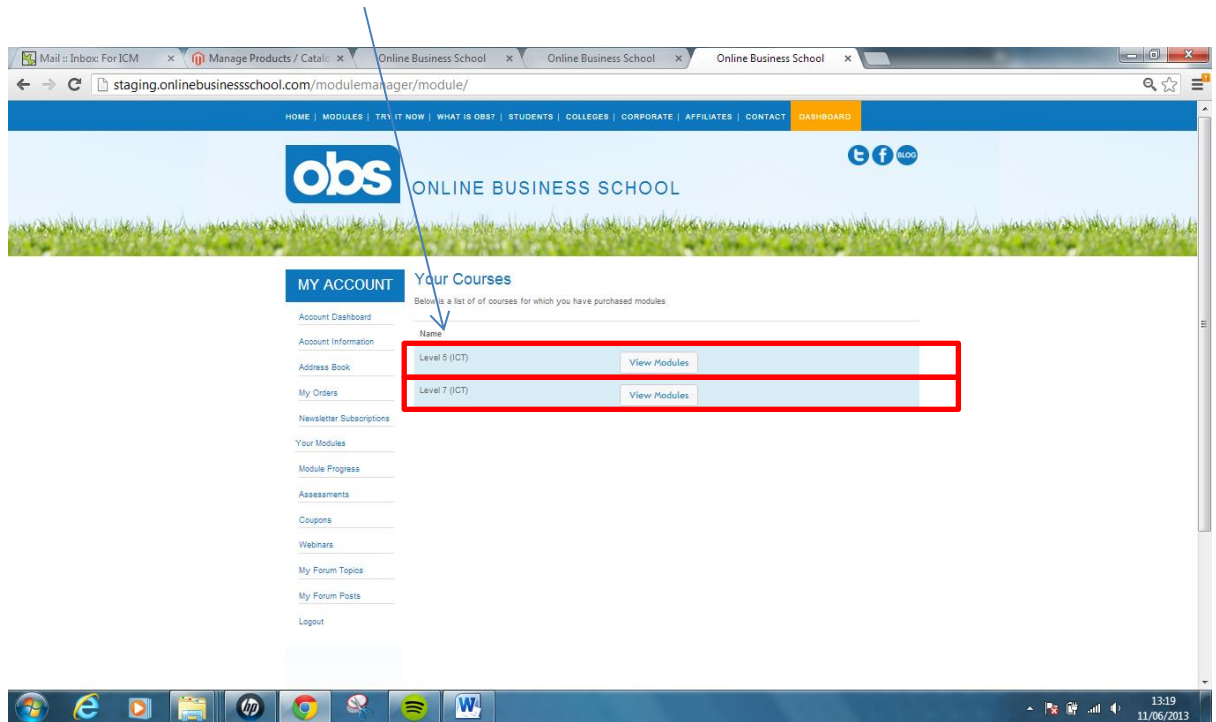 Mail :: Inbox: For ICM
Manage Products / Catalo
Online Business School
Online Business School
Online Business School
staging.onlinebusinessschool.com/modulemanager/module/
HOME | MODULES | TRY IT NOW | WHAT IS OBS? | STUDENTS | COLLEGES | CORPORATE | AFFILIATES | CONTACT DASHBOARD
obs ONLINE BUSINESS SCHOOL
BLOG
MY ACCOUNT
Account Dashboard
Account Information
Address Book
My Orders
Newsletter Subscriptions
Your Modules
Module Progress
Assessments
Coupons
Webinars
My Forum Topics
My Forum Posts
Logout
Your Courses
Below is a list of of courses for which you have purchased modules
Name
Level 5 (ICT) View Modules
Level 7 (ICT) View Modules
13:19
11/06/2013